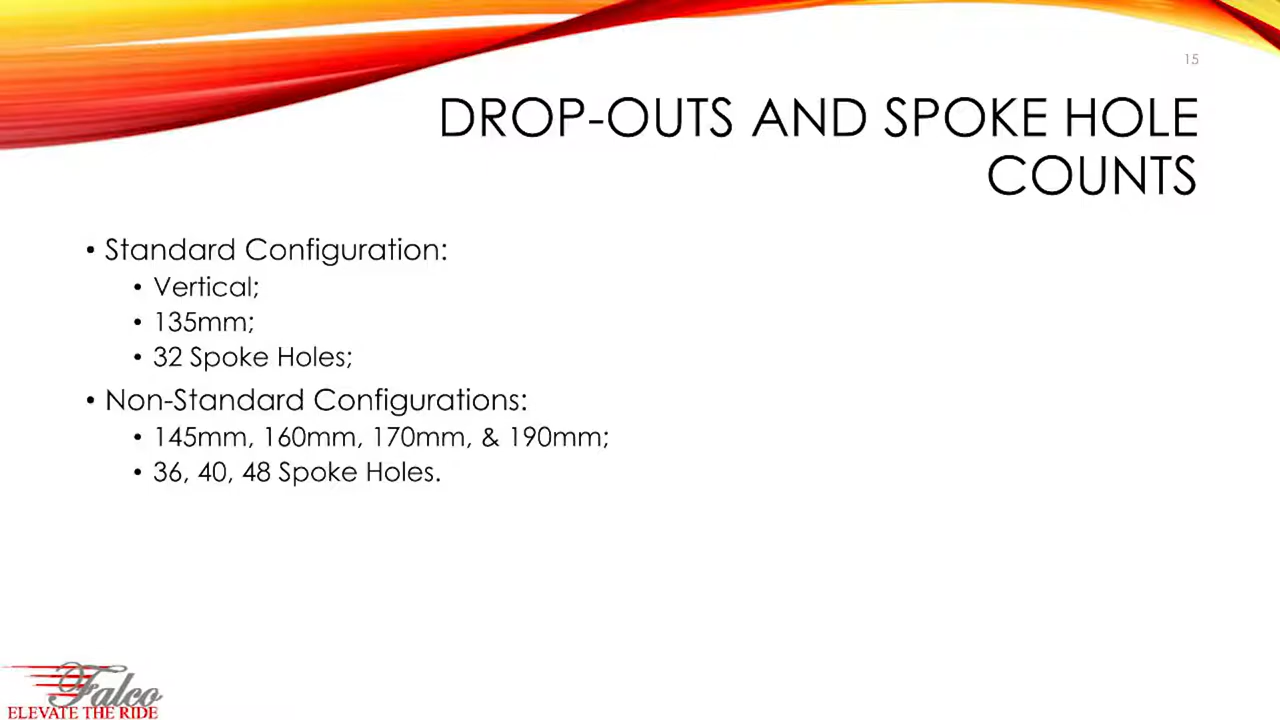 15
DROP-OUTS AND SPOKE HOLE
COUNTS
• Standard Configuration:
• Vertical;
• 135mm;
• 32 Spoke Holes;
• Non-Standard Configurations:
• 145mm, 160mm, 170mm, & 190mm;
• 36, 40, 48 Spoke Holes.
Falco
ELEVATE THE RIDE